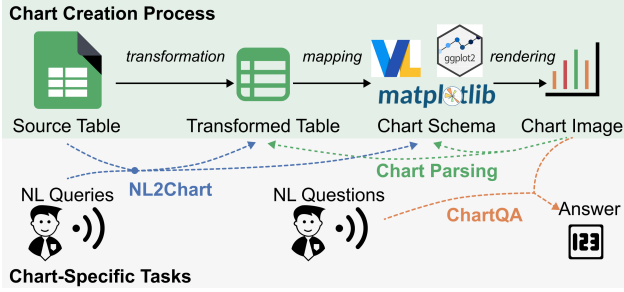 Chart Creation Process
transformation
mapping
rendering
VL
ggplot2
matplotlib
Source Table
Transformed Table
Chart Schema
Chart Image
Chart Parsing
NL2Chart
NL Queries
NL Questions
ChartQA
Answer
123
Chart-Specific Tasks